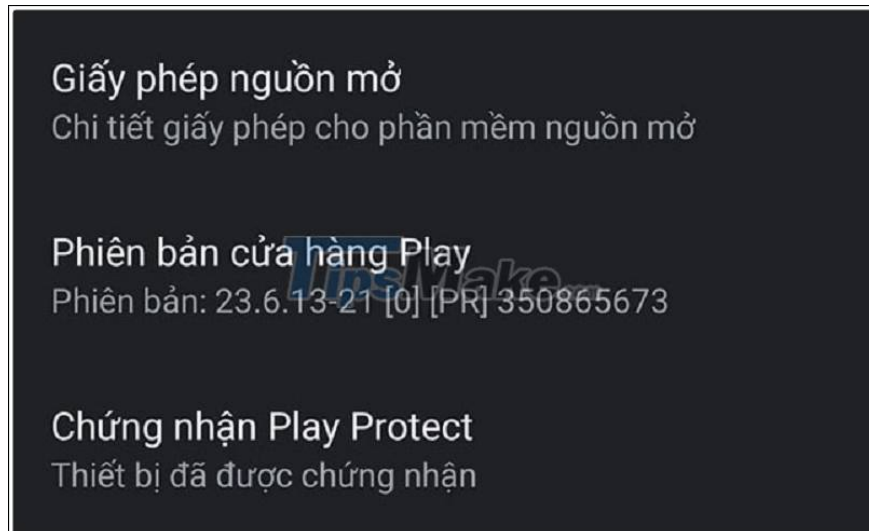 Giấy phép nguồn mở
Chi tiết giấy phép cho phần mềm nguồn mở
Phiên bản cửa hàng Play
TipsMake
Phiên bản: 23.6.13-21 [0] [PR] 350865673
Chứng nhận Play Protect
Thiết bị đã được chứng nhận